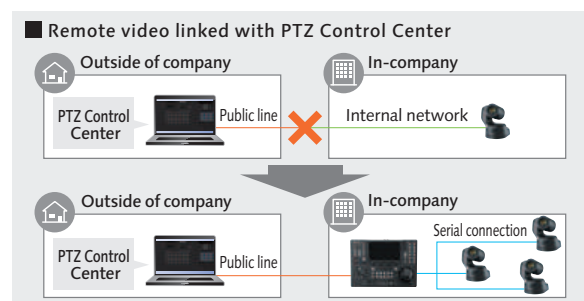 Remote video linked with PTZ Control Center
Outside of company
In-company
PTZ Control
Center
Public line
Internal network
Outside of company
In-company
Serial connection
PTZ Control
Center
Public line